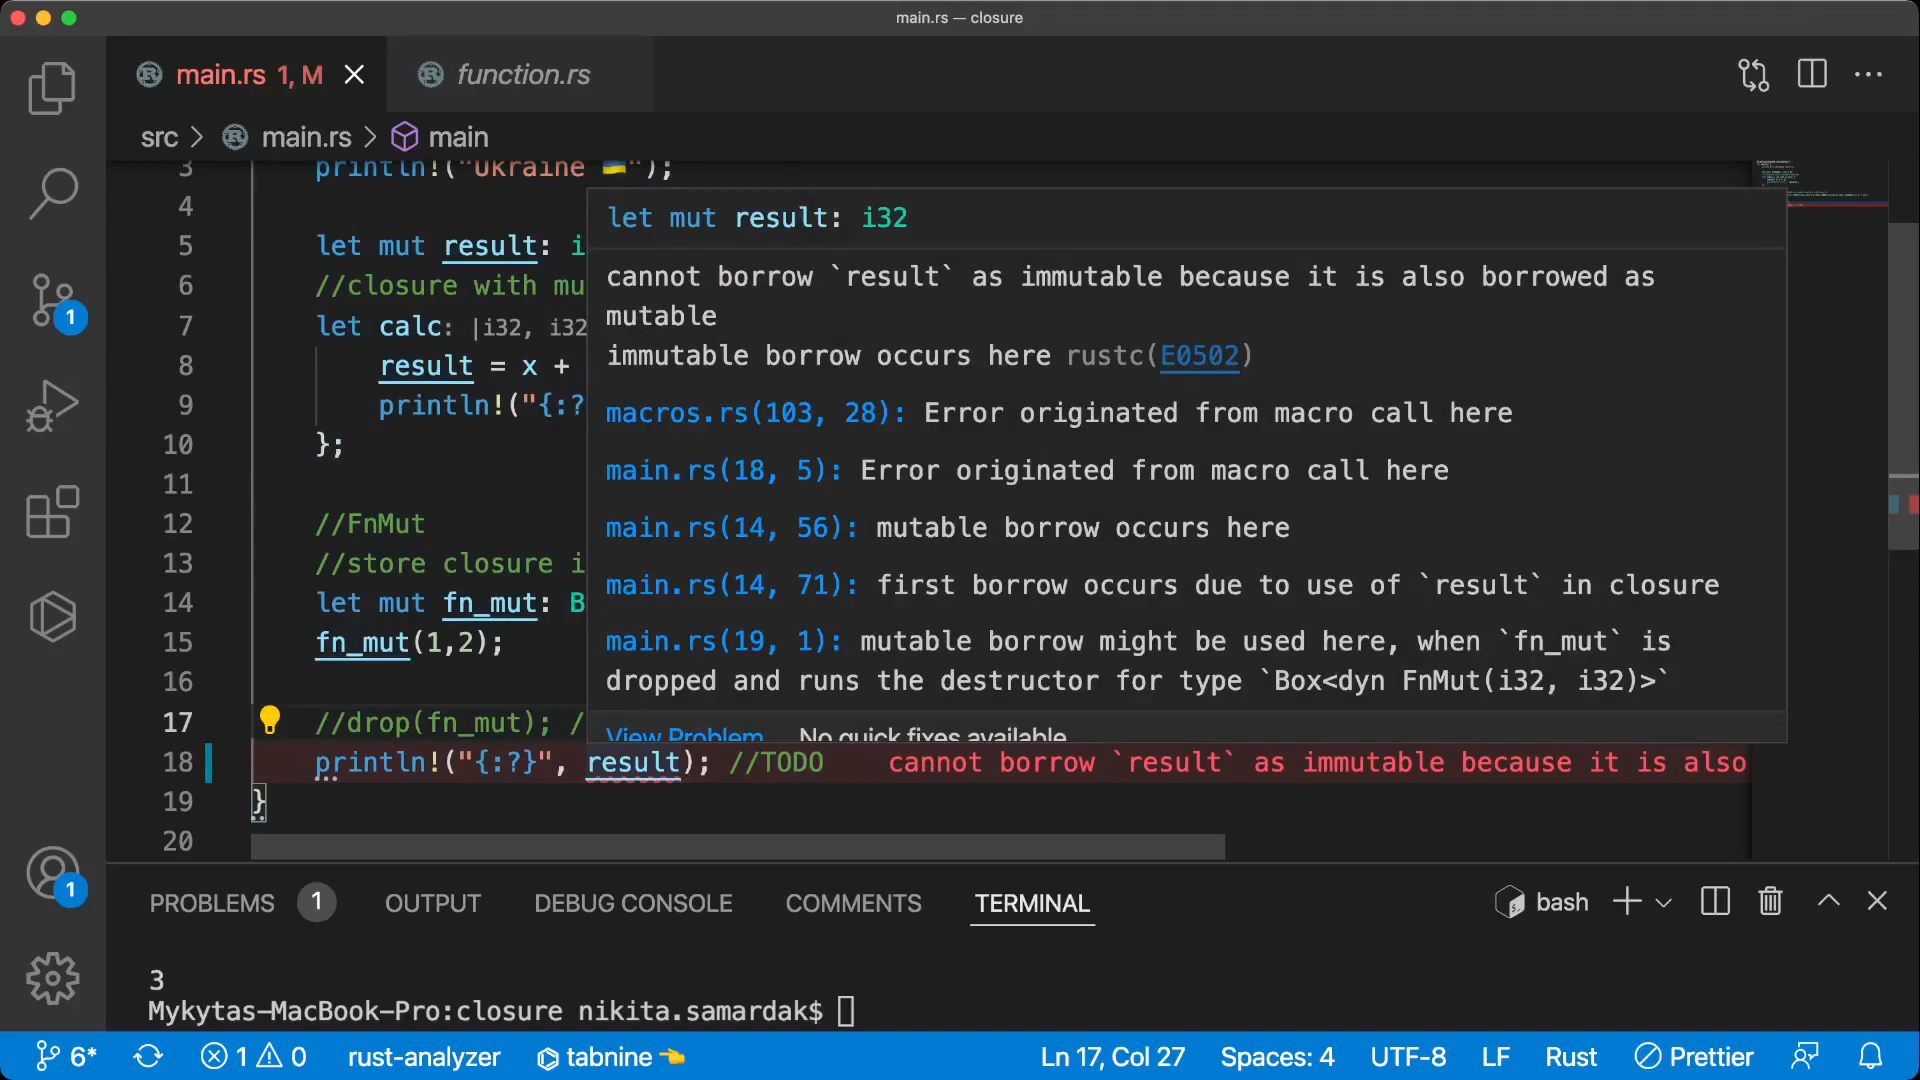 main.rs — closure
main.rs 1, M
function.rs
src > main.rs > main
3 println!("Ukraine 🇺🇦");
4
5 let mut result: i
6 //closure with mu
7 let calc: |i32, i32
8 result = x +
9 println!("{:?
10 };
11
12 //FnMut
13 //store closure i
14 let mut fn_mut: B
15 fn_mut(1,2);
16
17 //drop(fn_mut); /
18 println!("{:?}", result); //TODO cannot borrow `result` as immutable because it is also
19 }
20
let mut result: i32
cannot borrow `result` as immutable because it is also borrowed as
mutable
immutable borrow occurs here rustc(E0502)
macros.rs(103, 28): Error originated from macro call here
main.rs(18, 5): Error originated from macro call here
main.rs(14, 56): mutable borrow occurs here
main.rs(14, 71): first borrow occurs due to use of `result` in closure
main.rs(19, 1): mutable borrow might be used here, when `fn_mut` is
dropped and runs the destructor for type `Box<dyn FnMut(i32, i32)>`
View Problem No quick fixes available
1
1
PROBLEMS 1 OUTPUT DEBUG CONSOLE COMMENTS TERMINAL bash
3
Mykytas-MacBook-Pro:closure nikita.samardak$
6* 1 0 rust-analyzer tabnine 👈 Ln 17, Col 27 Spaces: 4 UTF-8 LF Rust Prettier